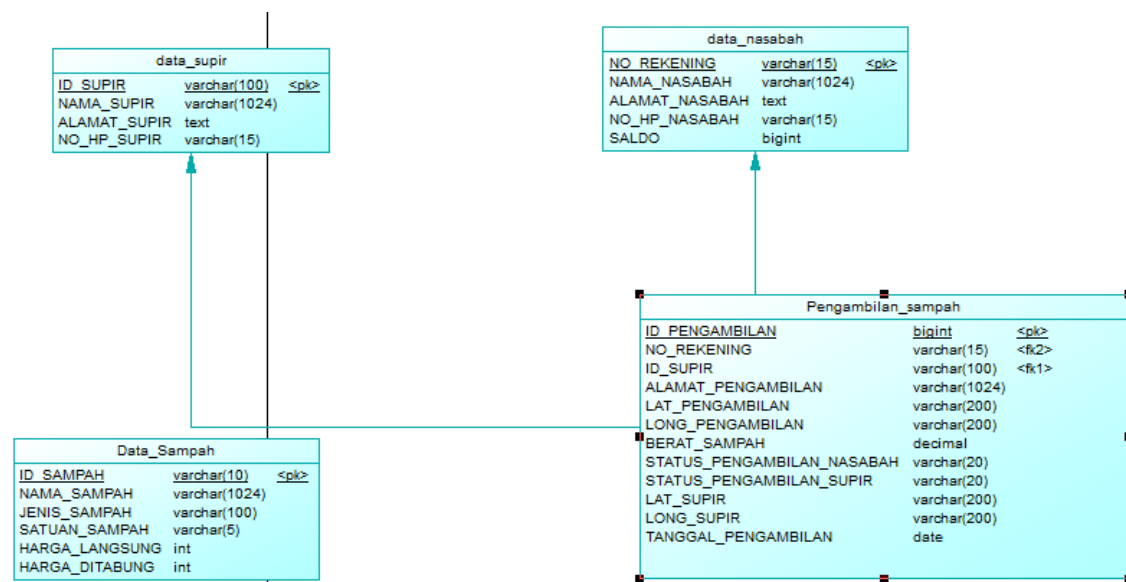 data_supir
ID_SUPIR varchar(100) <pk>
NAMA_SUPIR varchar(1024)
ALAMAT_SUPIR text
NO_HP_SUPIR varchar(15)
data_nasabah
NO_REKENING varchar(15) <pk>
NAMA_NASABAH varchar(1024)
ALAMAT_NASABAH text
NO_HP_NASABAH varchar(15)
SALDO bigint
Pengambilan_sampah
ID_PENGAMBILAN bigint <pk>
NO_REKENING varchar(15) <fk2>
ID_SUPIR varchar(100) <fk1>
ALAMAT_PENGAMBILAN varchar(1024)
LAT_PENGAMBILAN varchar(200)
LONG_PENGAMBILAN varchar(200)
BERAT_SAMPAH decimal
STATUS_PENGAMBILAN_NASABAH varchar(20)
STATUS_PENGAMBILAN_SUPIR varchar(20)
LAT_SUPIR varchar(200)
LONG_SUPIR varchar(200)
TANGGAL_PENGAMBILAN date
Data_Sampah
ID_SAMPAH varchar(10) <pk>
NAMA_SAMPAH varchar(1024)
JENIS_SAMPAH varchar(100)
SATUAN_SAMPAH varchar(5)
HARGA_LANGSUNG int
HARGA_DITABUNG int